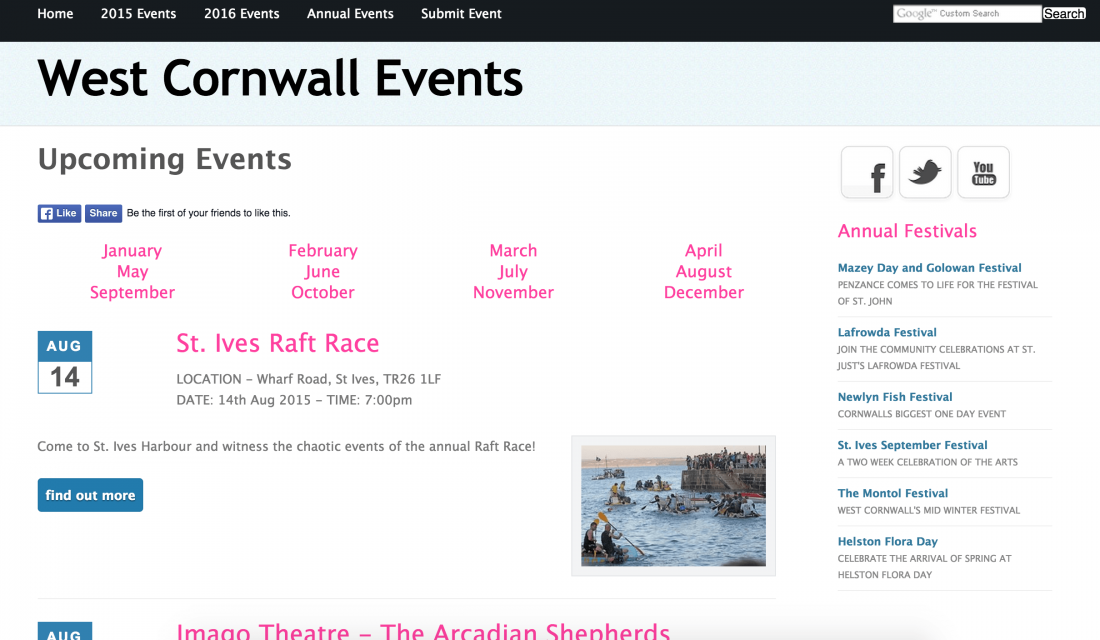 Home 2015 Events 2016 Events Annual Events Submit Event
Google™ Custom Search Search
West Cornwall Events
Upcoming Events
Like Share Be the first of your friends to like this.
January February March April
May June July August
September October November December
AUG
14
St. Ives Raft Race
LOCATION – Wharf Road, St Ives, TR26 1LF
DATE: 14th Aug 2015 – TIME: 7:00pm
Come to St. Ives Harbour and witness the chaotic events of the annual Raft Race!
find out more
AUG
Imago Theatre – The Arcadian Shepherds
f
You
Tube
Annual Festivals
Mazey Day and Golowan Festival
PENZANCE COMES TO LIFE FOR THE FESTIVAL
OF ST. JOHN
Lafrowda Festival
JOIN THE COMMUNITY CELEBRATIONS AT ST.
JUST'S LAFROWDA FESTIVAL
Newlyn Fish Festival
CORNWALLS BIGGEST ONE DAY EVENT
St. Ives September Festival
A TWO WEEK CELEBRATION OF THE ARTS
The Montol Festival
WEST CORNWALL'S MID WINTER FESTIVAL
Helston Flora Day
CELEBRATE THE ARRIVAL OF SPRING AT
HELSTON FLORA DAY